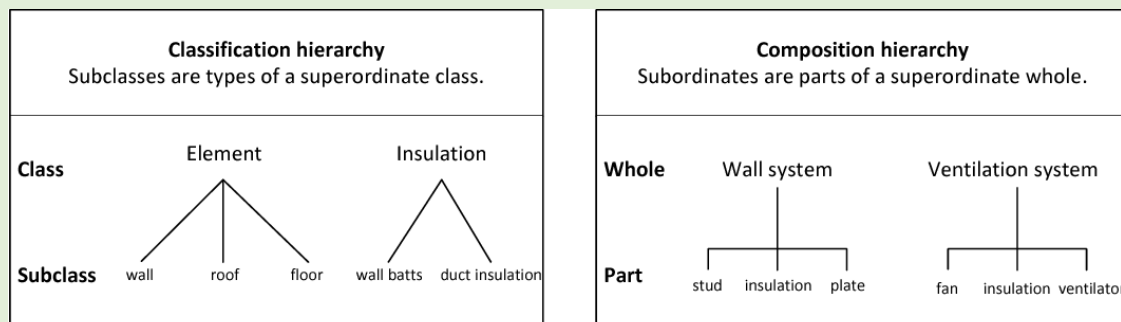 Classification hierarchy
Subclasses are types of a superordinate class.
Class
Element
Insulation
Subclass
wall
roof
floor
wall batts
duct insulation
Composition hierarchy
Subordinates are parts of a superordinate whole.
Whole
Wall system
Ventilation system
Part
stud
insulation
plate
fan
insulation
ventilator